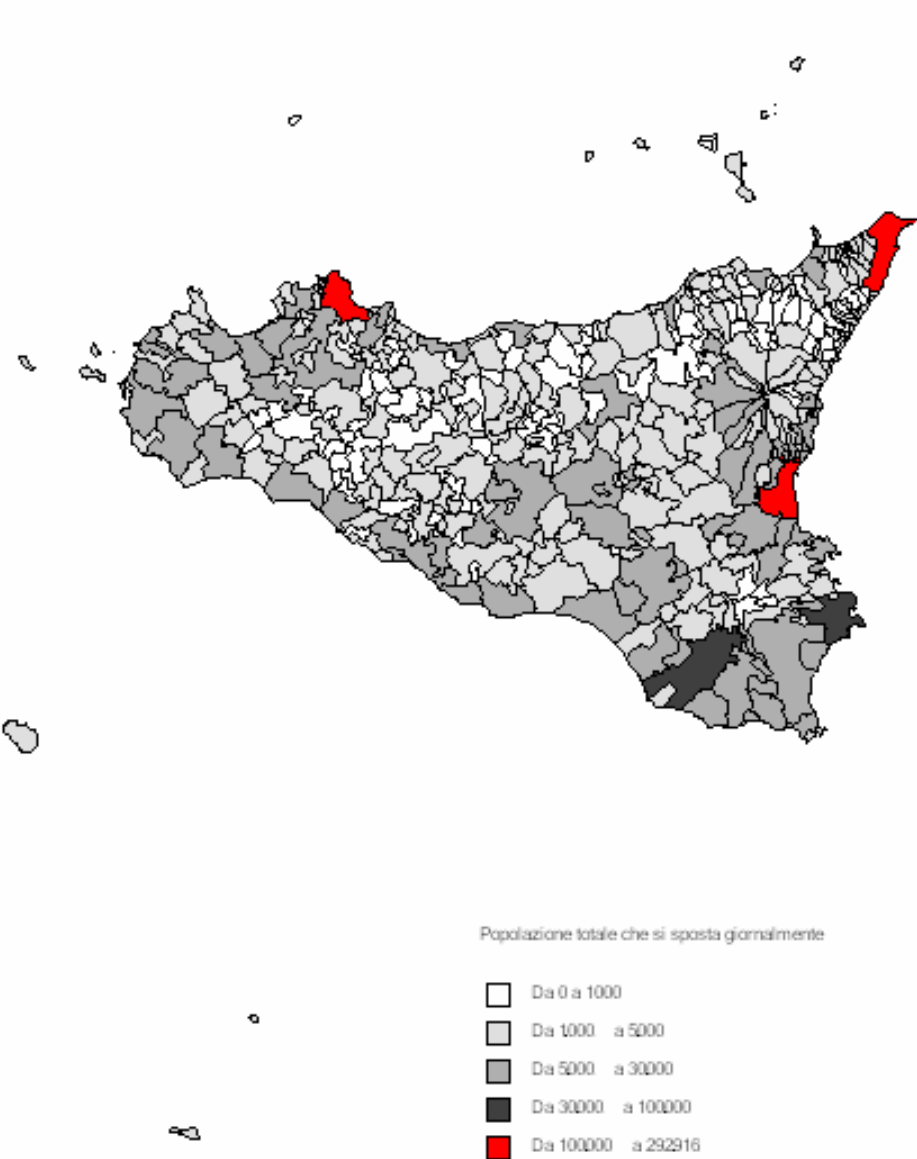 Popolazione totale che si sposta giornalmente
Da 0 a 1000
Da 1000 a 5000
Da 5000 a 30000
Da 30000 a 100000
Da 100000 a 292916